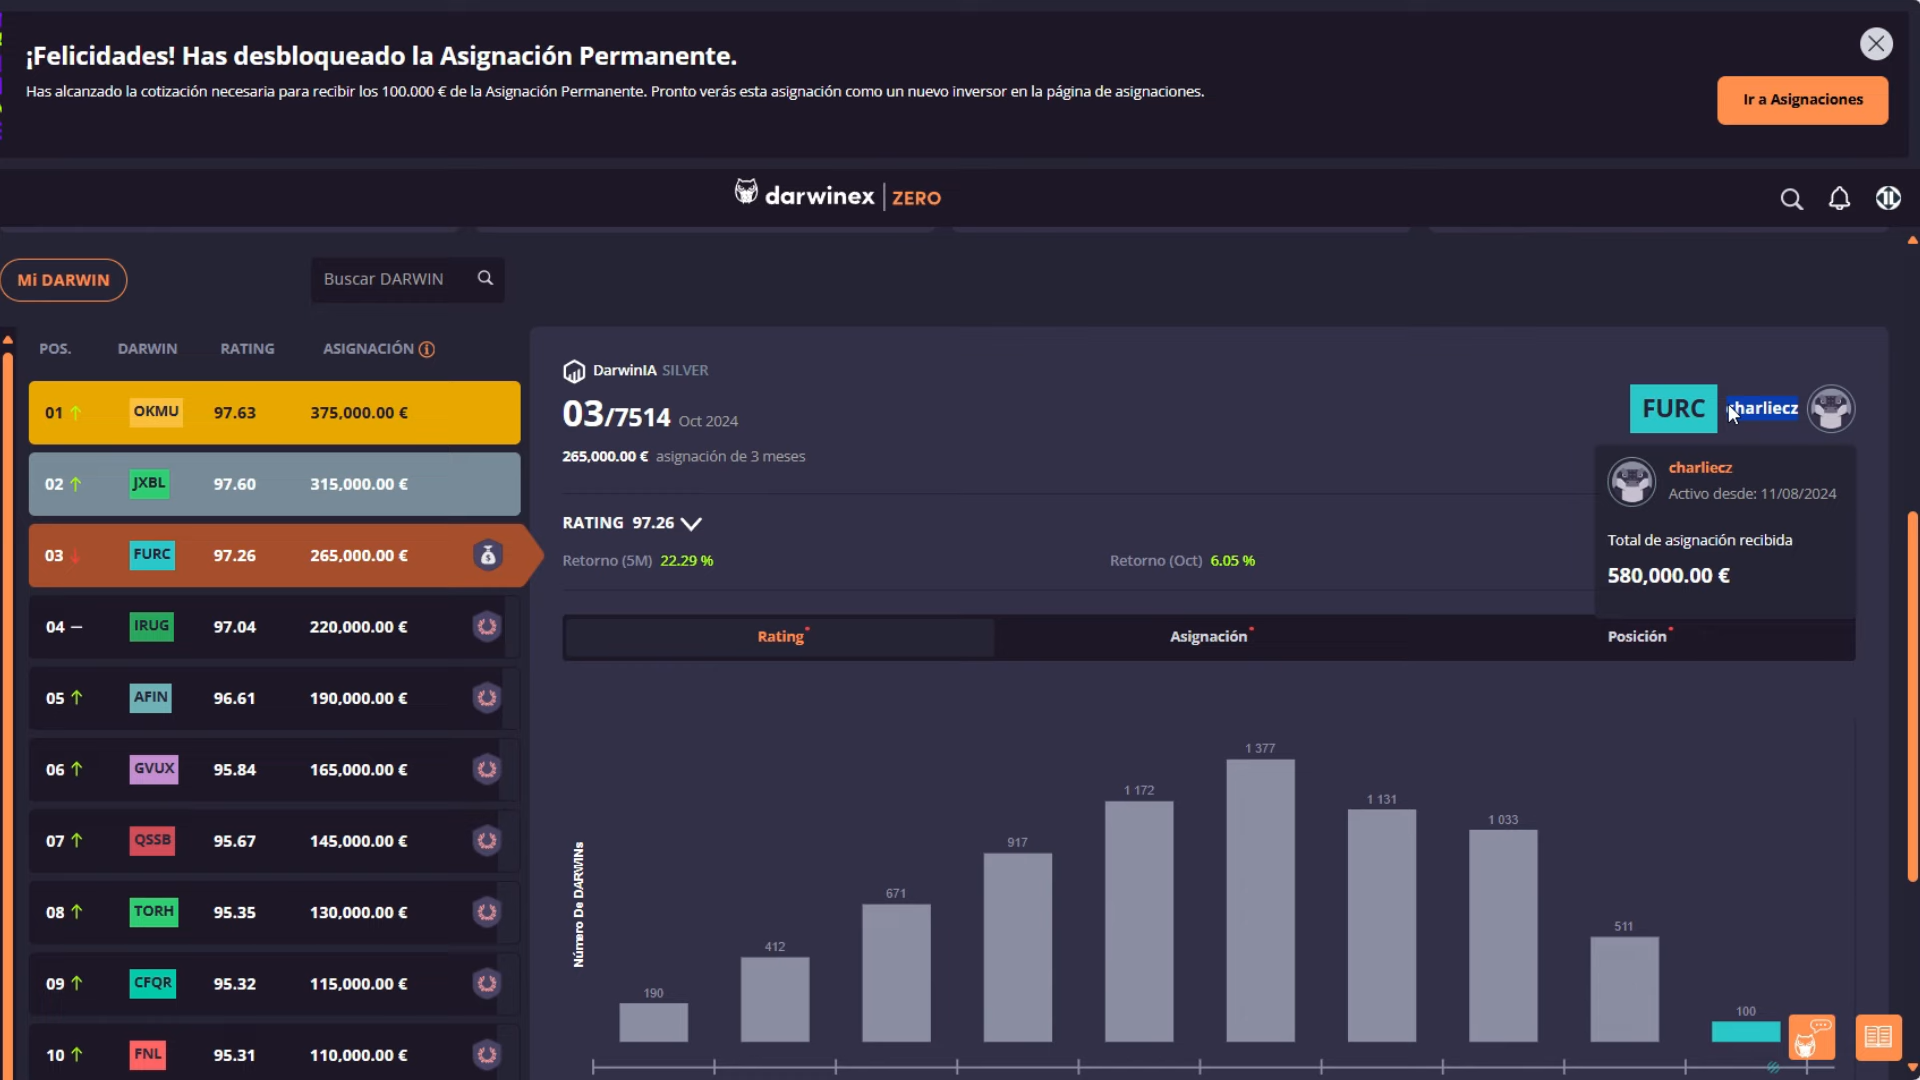 ¡Felicidades! Has desbloqueado la Asignación Permanente.
Has alcanzado la cotización necesaria para recibir los 100.000 € de la Asignación Permanente. Pronto verás esta asignación como un nuevo inversor en la página de asignaciones.
Ir a Asignaciones
darwinex | ZERO
Mi DARWIN
Buscar DARWIN
POS. DARWIN RATING ASIGNACIÓN
01 OKMU 97.63 375,000.00 €
02 JXBL 97.60 315,000.00 €
03 FURC 97.26 265,000.00 €
04 IRUG 97.04 220,000.00 €
05 AFIN 96.61 190,000.00 €
06 GVUX 95.84 165,000.00 €
07 QSSB 95.67 145,000.00 €
08 TORH 95.35 130,000.00 €
09 CFQR 95.32 115,000.00 €
10 FNL 95.31 110,000.00 €
DarwinIA SILVER
03/7514 Oct 2024
265,000.00 € asignación de 3 meses
FURC charliecz
charliecz
Activo desde: 11/08/2024
Total de asignación recibida
580,000.00 €
RATING 97.26
Retorno (5M) 22.29 %
Retorno (Oct) 6.05 %
Rating*
Asignación*
Posición*
Número De DARWINs
190
412
671
917
1 172
1 377
1 131
1 033
511
100